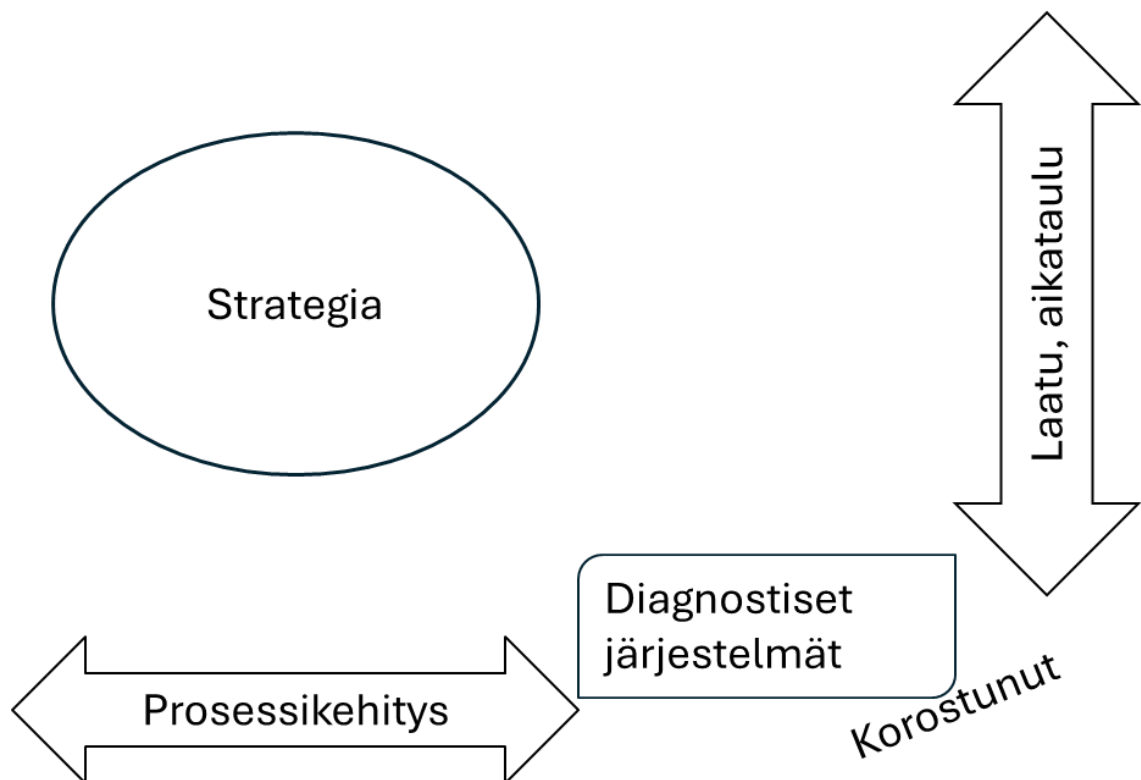 Strategia
Laatu, aikataulu
Diagnostiset
järjestelmät
Prosessikehitys
Korostunut